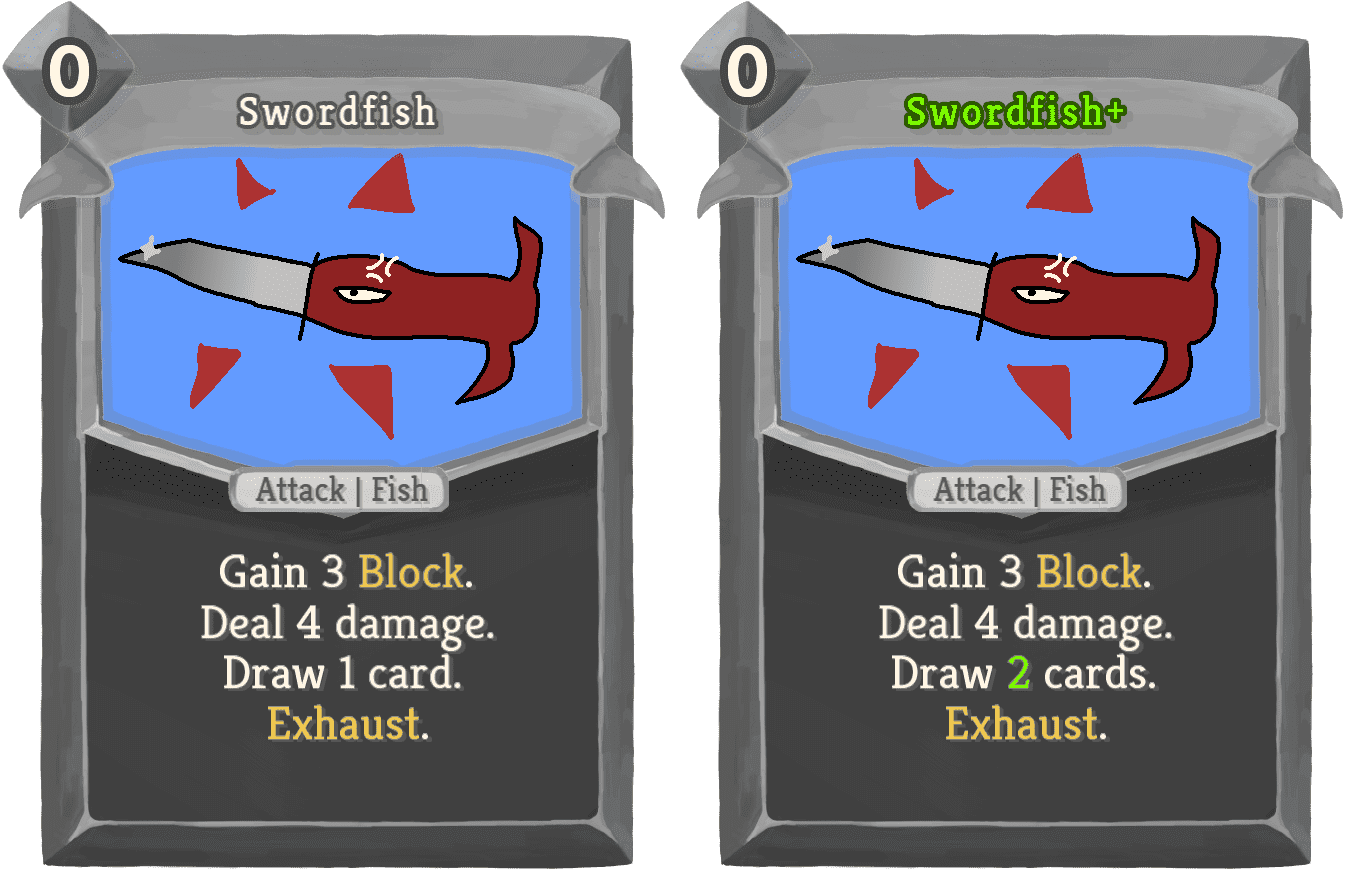 0
Swordfish
Attack | Fish
Gain 3 Block.
Deal 4 damage.
Draw 1 card.
Exhaust.
0
Swordfish+
Attack | Fish
Gain 3 Block.
Deal 4 damage.
Draw 2 cards.
Exhaust.